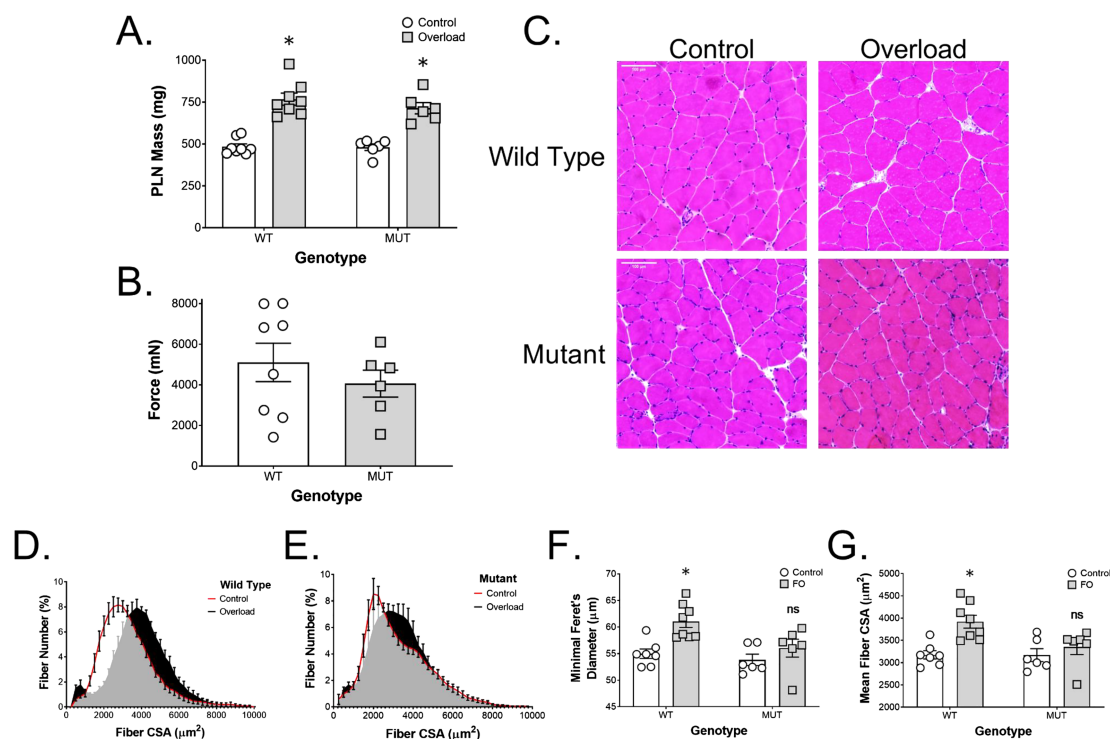 A.
Control
Overload
*
*
1000
750
500
250
0
PLN Mass (mg)
WT
MUT
Genotype
B.
8000
6000
4000
2000
0
Force (mN)
WT
MUT
Genotype
C.
Control
Overload
Wild Type
Mutant
D.
Wild Type
Control
Overload
10
8
6
4
2
0
Fiber Number (%)
0
2000
4000
6000
8000
10000
Fiber CSA (μm²)
E.
Mutant
Control
Overload
10
8
6
4
2
0
Fiber Number (%)
0
2000
4000
6000
8000
10000
Fiber CSA (μm²)
F.
Control
FO
*
ns
70
65
60
55
50
45
Minimal Feret's
Diameter (μm)
WT
MUT
Genotype
G.
Control
FO
*
ns
5000
4500
4000
3500
3000
2500
2000
Mean Fiber CSA (μm²)
WT
MUT
Genotype